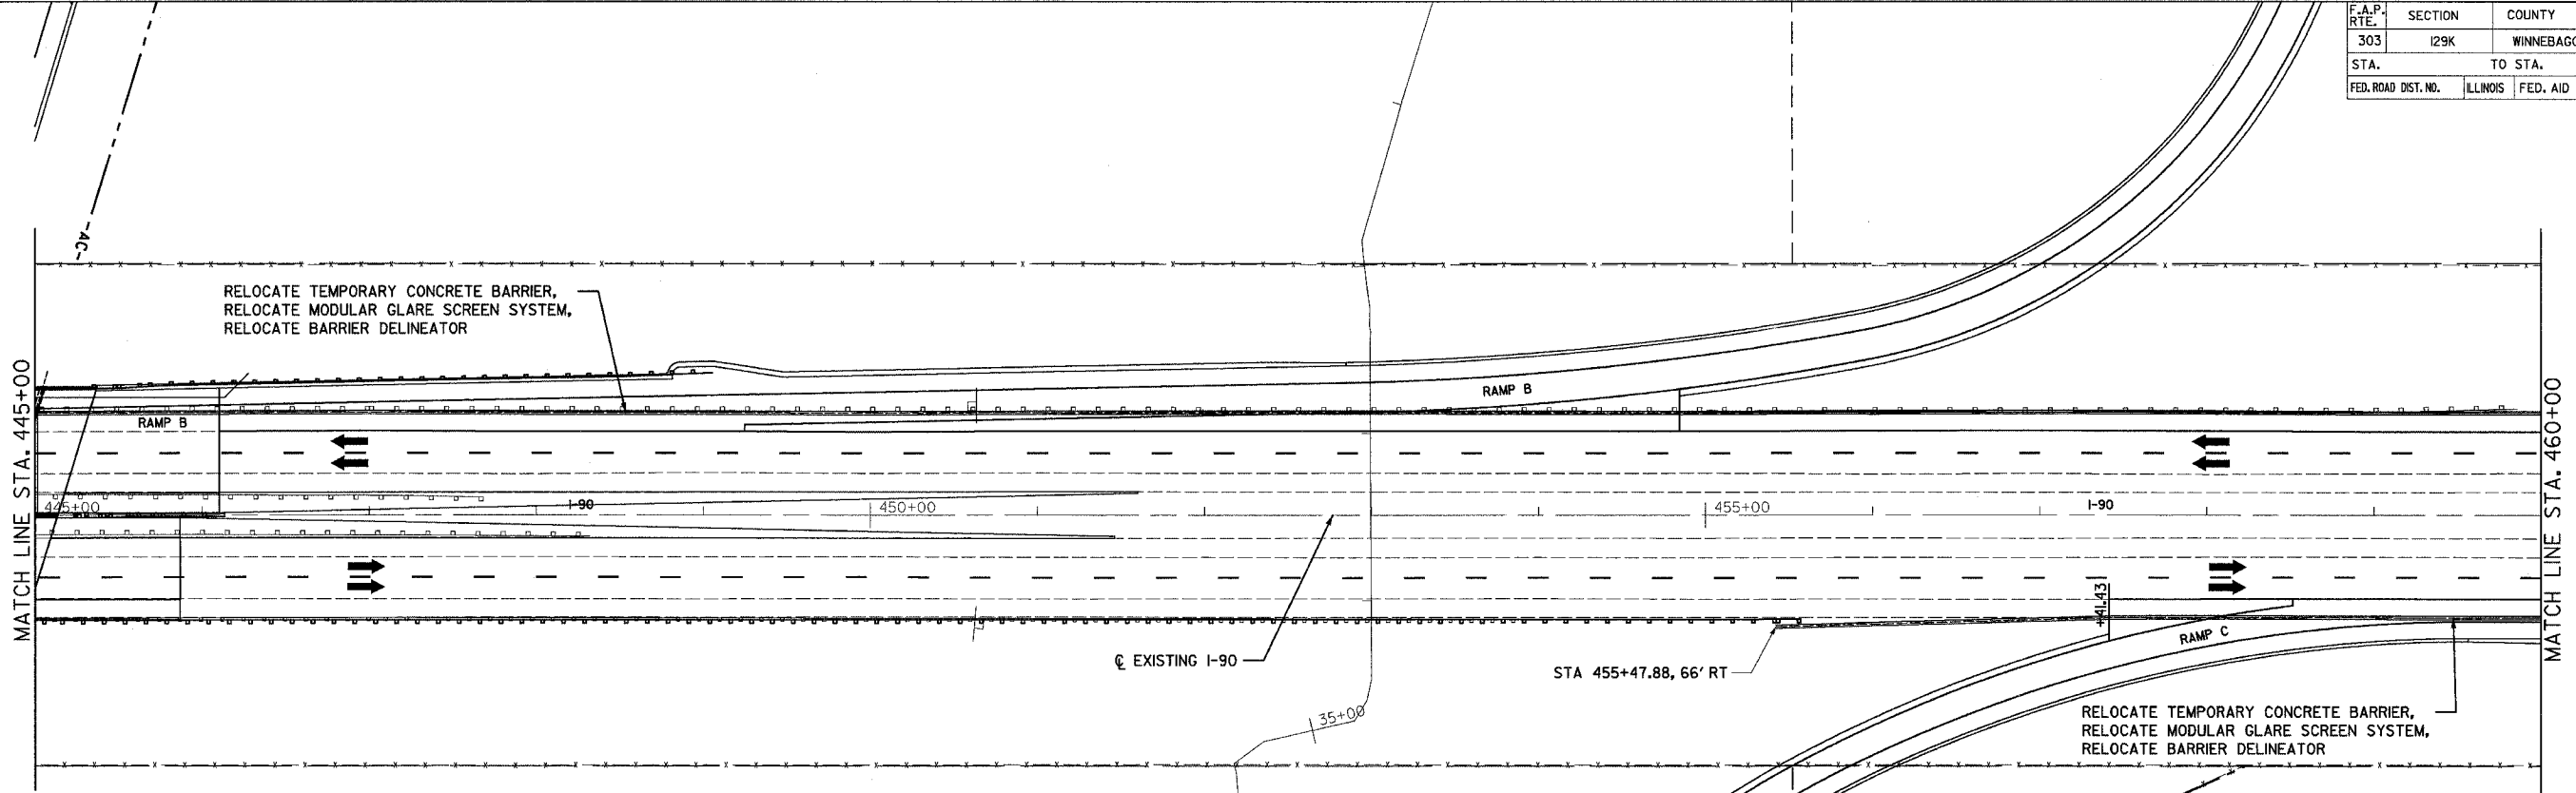 F.A.P. RTE. SECTION COUNTY
303 129K WINNEBAGO
STA. TO STA.
FED. ROAD DIST. NO. ILLINOIS FED. AID
AC
RELOCATE TEMPORARY CONCRETE BARRIER,
RELOCATE MODULAR GLARE SCREEN SYSTEM,
RELOCATE BARRIER DELINEATOR
MATCH LINE STA. 445+00
RAMP B
RAMP B
445+00 I-90 450+00 455+00 I-90
MATCH LINE STA. 460+00
+41.43
RAMP C
℄ EXISTING I-90
STA 455+47.88, 66' RT
35+00
RELOCATE TEMPORARY CONCRETE BARRIER,
RELOCATE MODULAR GLARE SCREEN SYSTEM,
RELOCATE BARRIER DELINEATOR